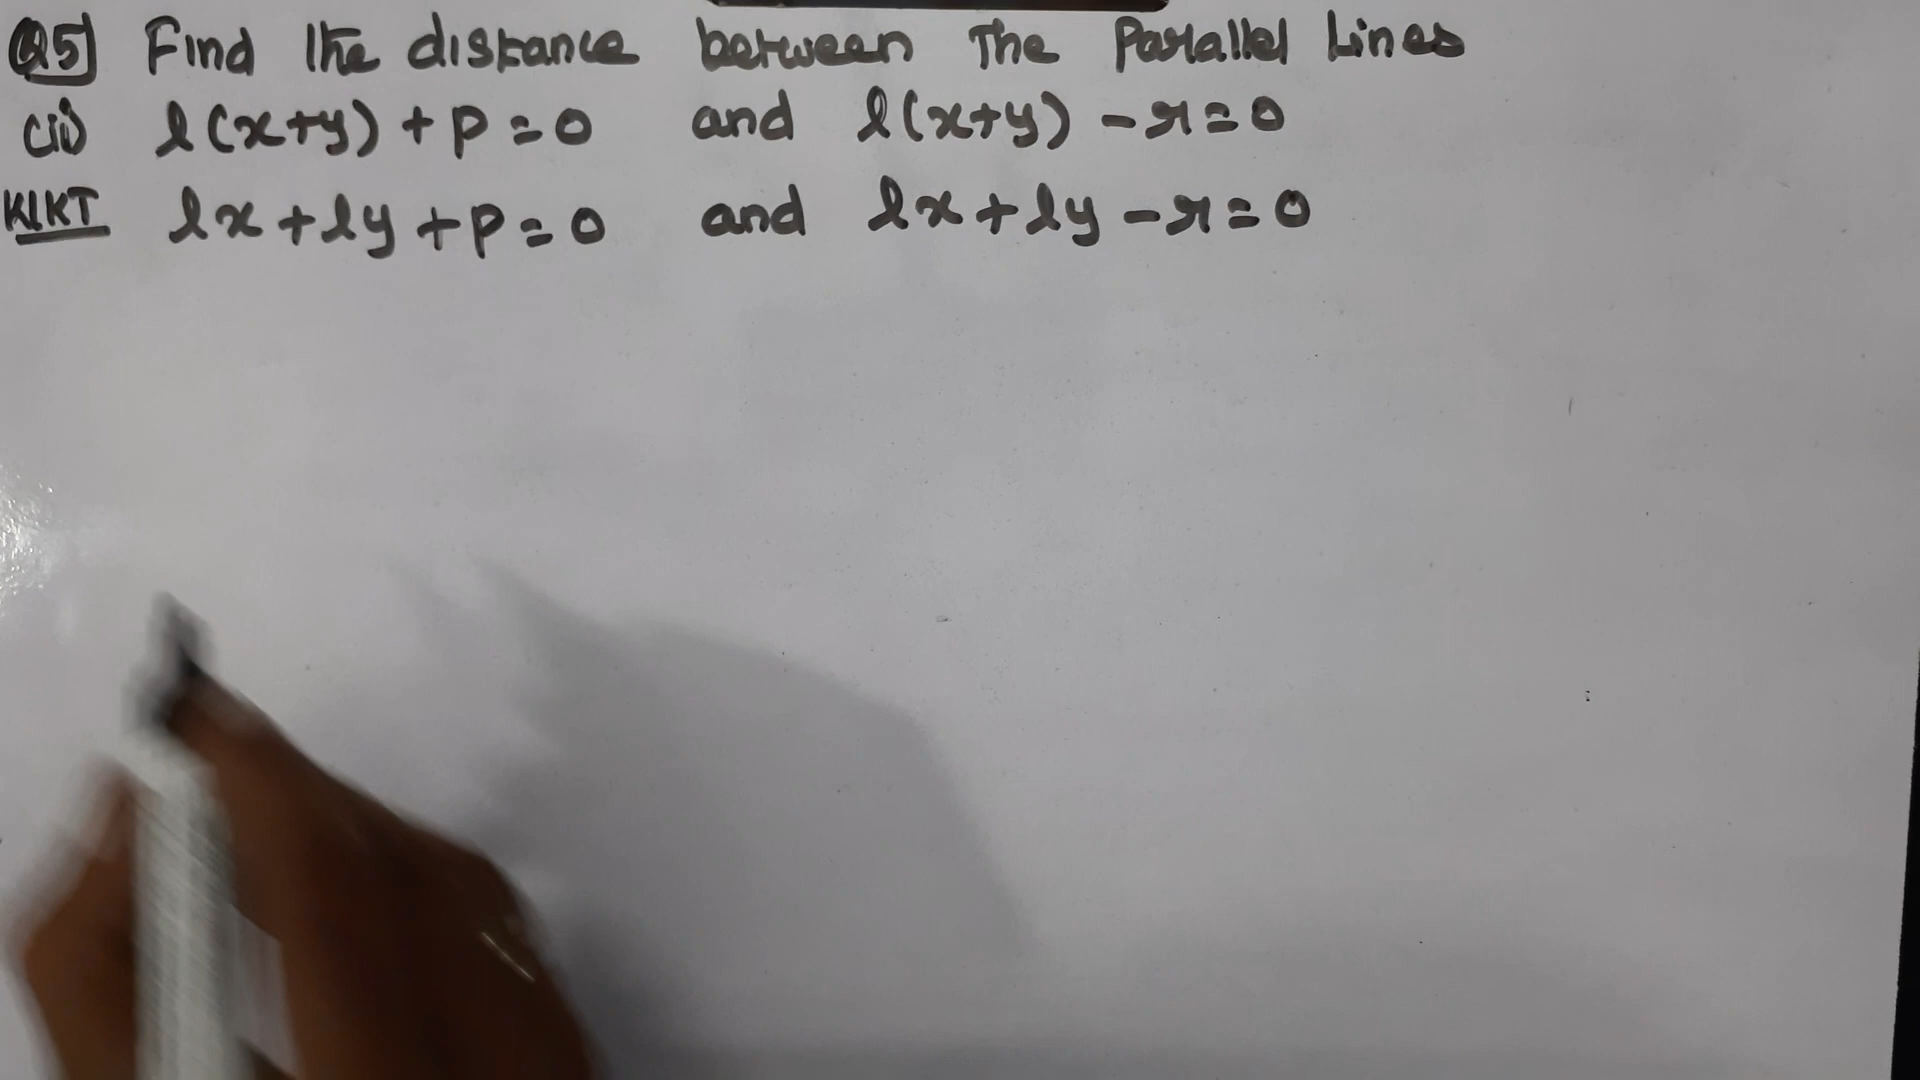 Q5] Find the distance between The Parallel Lines
(ii) l(x+y)+p=0 and l(x+y)-r=0
KLKT lx+ly+p=0 and lx+ly-r=0